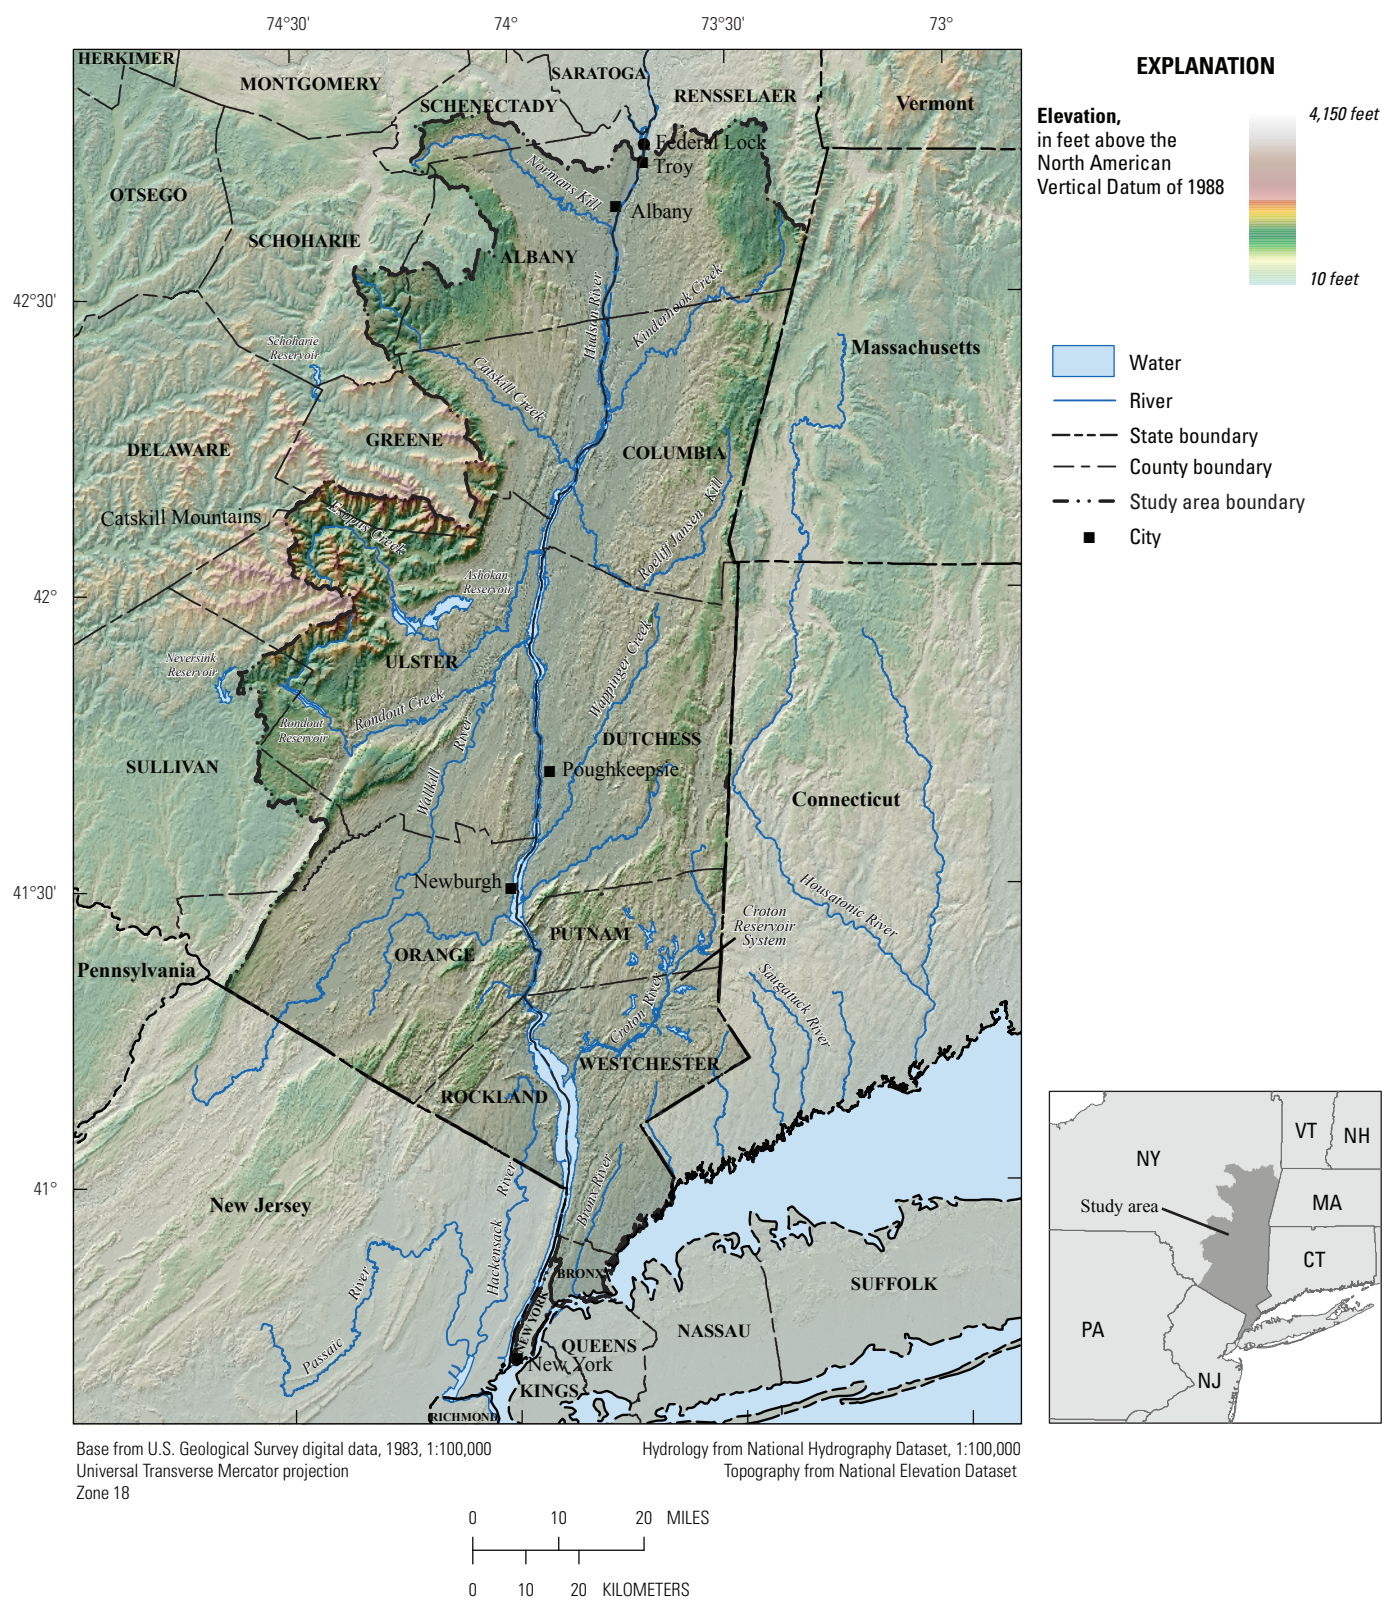 74°30'
74°
73°30'
73°
HERKIMER
MONTGOMERY
SARATOGA
SCHENECTADY
RENSSELAER
Vermont
Federal Lock
Troy
Normans Kill
OTSEGO
Albany
SCHOHARIE
ALBANY
42°30'
Hudson River
Kinderhook Creek
Schoharie
Reservoir
Massachusetts
Catskill Creek
DELAWARE
GREENE
COLUMBIA
Catskill Mountains
Esopus Creek
Roeliff Jansen Kill
42°
Ashokan
Reservoir
Neversink
Reservoir
ULSTER
Wappinger Creek
Rondout Creek
Rondout
Reservoir
Wallkill River
DUTCHESS
SULLIVAN
Poughkeepsie
Connecticut
41°30'
Newburgh
Housatonic River
Croton
Reservoir
System
PUTNAM
ORANGE
Pennsylvania
Saugatuck River
Croton River
WESTCHESTER
ROCKLAND
41°
New Jersey
Hackensack River
Bronx River
BRONX
SUFFOLK
Passaic River
NEW YORK
QUEENS
NASSAU
New York
KINGS
RICHMOND
EXPLANATION
Elevation,
in feet above the
North American
Vertical Datum of 1988
4,150 feet
10 feet
Water
River
State boundary
County boundary
Study area boundary
City
VT
NH
NY
MA
Study area
CT
PA
NJ
Base from U.S. Geological Survey digital data, 1983, 1:100,000
Universal Transverse Mercator projection
Zone 18
Hydrology from National Hydrography Dataset, 1:100,000
Topography from National Elevation Dataset
0 10 20 MILES
0 10 20 KILOMETERS